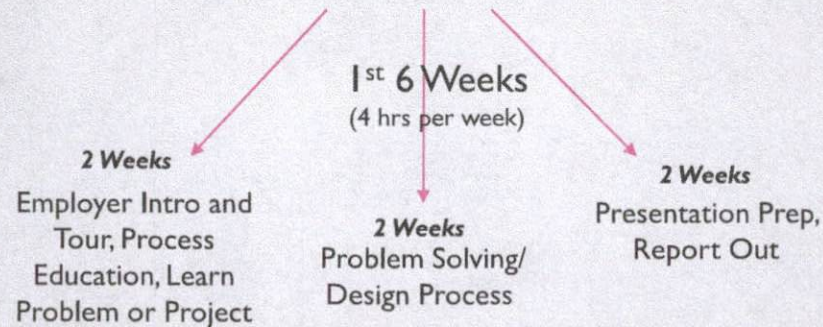 1st 6 Weeks
(4 hrs per week)
2 Weeks
Employer Intro and
Tour, Process
Education, Learn
Problem or Project
2 Weeks
Problem Solving/
Design Process
2 Weeks
Presentation Prep,
Report Out